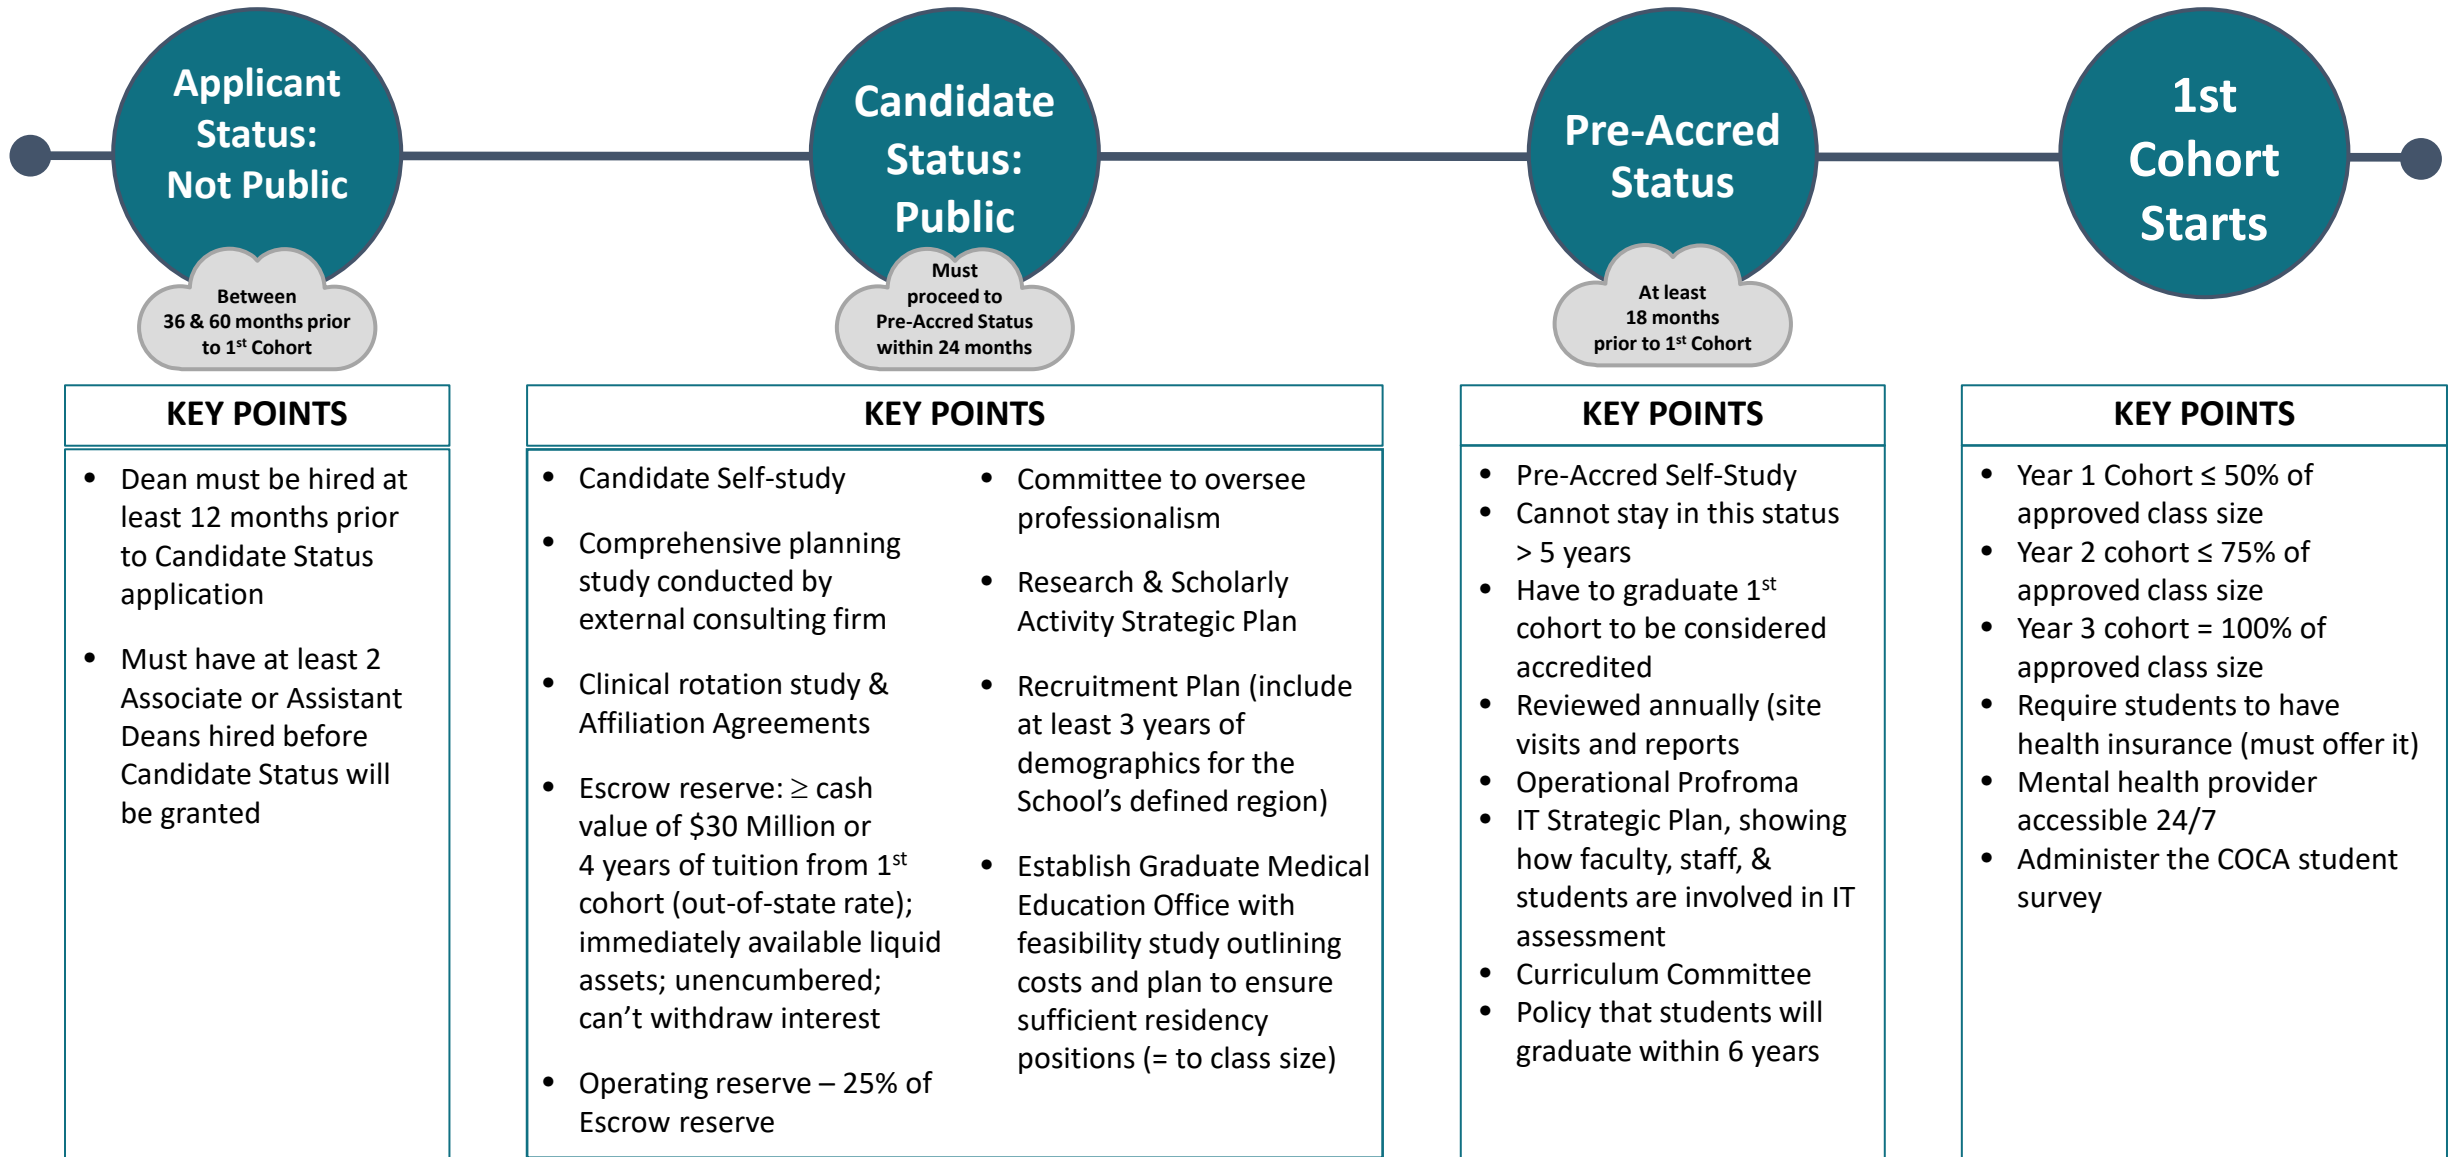 Applicant
Status:
Not Public
Between
36 & 60 months prior
to 1st Cohort
Candidate
Status:
Public
Must
proceed to
Pre-Accred Status
within 24 months
Pre-Accred
Status
At least
18 months
prior to 1st Cohort
1st
Cohort
Starts
KEY POINTS
• Dean must be hired at
least 12 months prior
to Candidate Status
application
• Must have at least 2
Associate or Assistant
Deans hired before
Candidate Status will
be granted
KEY POINTS
• Candidate Self-study
• Comprehensive planning
study conducted by
external consulting firm
• Clinical rotation study &
Affiliation Agreements
• Escrow reserve: ≥ cash
value of $30 Million or
4 years of tuition from 1st
cohort (out-of-state rate);
immediately available liquid
assets; unencumbered;
can’t withdraw interest
• Operating reserve – 25% of
Escrow reserve
• Committee to oversee
professionalism
• Research & Scholarly
Activity Strategic Plan
• Recruitment Plan (include
at least 3 years of
demographics for the
School’s defined region)
• Establish Graduate Medical
Education Office with
feasibility study outlining
costs and plan to ensure
sufficient residency
positions (= to class size)
KEY POINTS
• Pre-Accred Self-Study
• Cannot stay in this status
> 5 years
• Have to graduate 1st
cohort to be considered
accredited
• Reviewed annually (site
visits and reports
• Operational Profroma
• IT Strategic Plan, showing
how faculty, staff, &
students are involved in IT
assessment
• Curriculum Committee
• Policy that students will
graduate within 6 years
KEY POINTS
• Year 1 Cohort ≤ 50% of
approved class size
• Year 2 cohort ≤ 75% of
approved class size
• Year 3 cohort = 100% of
approved class size
• Require students to have
health insurance (must offer it)
• Mental health provider
accessible 24/7
• Administer the COCA student
survey